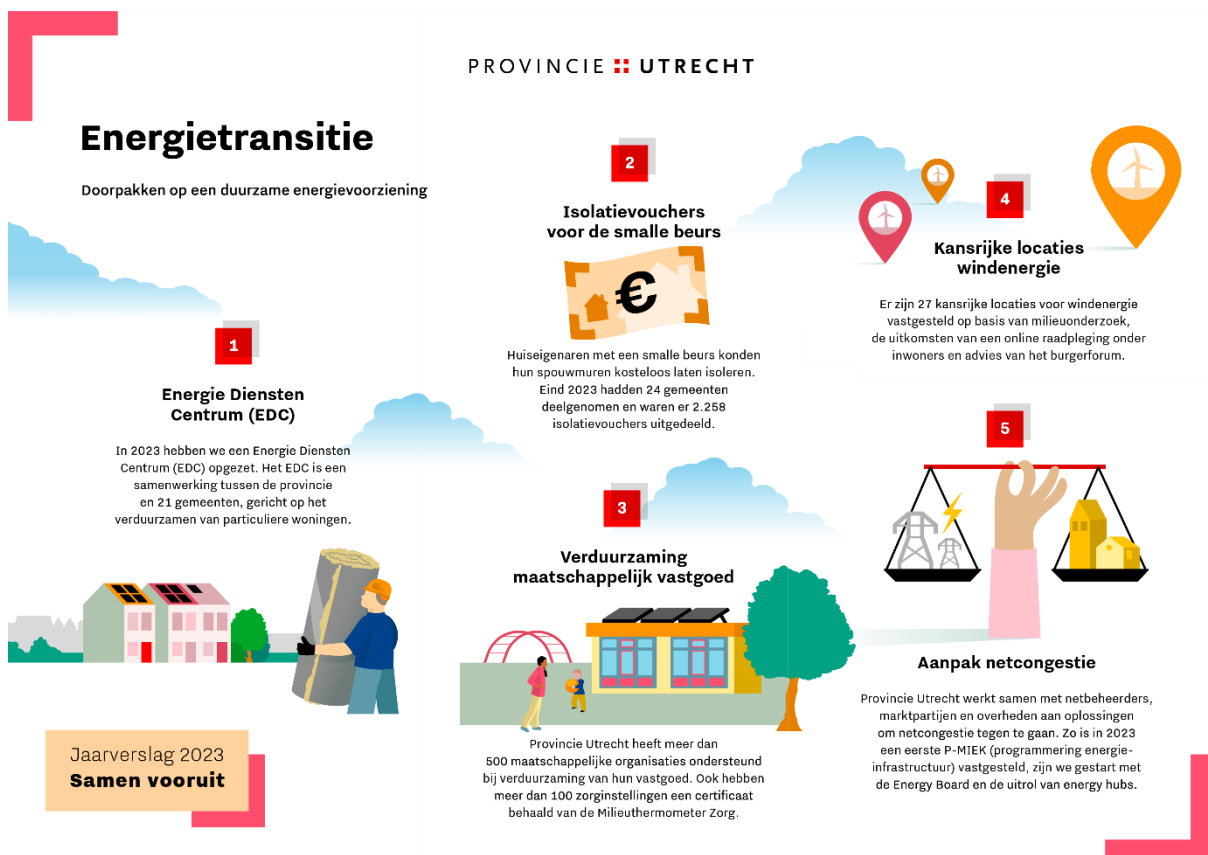 PROVINCIE UTRECHT
Energietransitie
Doorpakken op een duurzame energievoorziening
1
Energie Diensten
Centrum (EDC)
In 2023 hebben we een Energie Diensten
Centrum (EDC) opgezet. Het EDC is een
samenwerking tussen de provincie
en 21 gemeenten, gericht op het
verduurzamen van particuliere woningen.
2
Isolatievouchers
voor de smalle beurs
€
Huiseigenaren met een smalle beurs konden
hun spouwmuren kosteloos laten isoleren.
Eind 2023 hadden 24 gemeenten
deelgenomen en waren er 2.258
isolatievouchers uitgedeeld.
3
Verduurzaming
maatschappelijk vastgoed
Provincie Utrecht heeft meer dan
500 maatschappelijke organisaties ondersteund
bij verduurzaming van hun vastgoed. Ook hebben
meer dan 100 zorginstellingen een certificaat
behaald van de Milieuthermometer Zorg.
4
Kansrijke locaties
windenergie
Er zijn 27 kansrijke locaties voor windenergie
vastgesteld op basis van milieuonderzoek,
de uitkomsten van een online raadpleging onder
inwoners en advies van het burgerforum.
5
Aanpak netcongestie
Provincie Utrecht werkt samen met netbeheerders,
marktpartijen en overheden aan oplossingen
om netcongestie tegen te gaan. Zo is in 2023
een eerste P-MIEK (programmering energie-
infrastructuur) vastgesteld, zijn we gestart met
de Energy Board en de uitrol van energy hubs.
Jaarverslag 2023
Samen vooruit